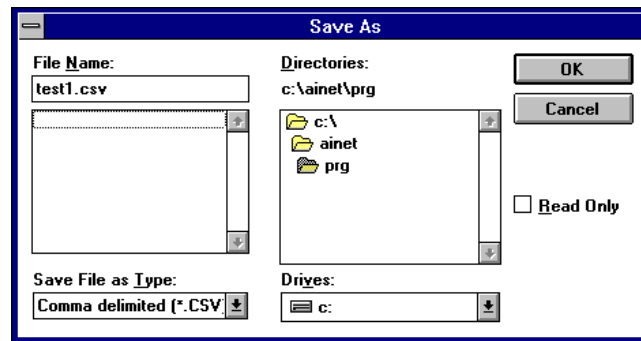 Save As
File Name:
test1.csv
Directories:
c:\ainet\prg
c:\
ainet
prg
OK
Cancel
Read Only
Save File as Type:
Comma delimited (*.CSV)
Drives:
c: